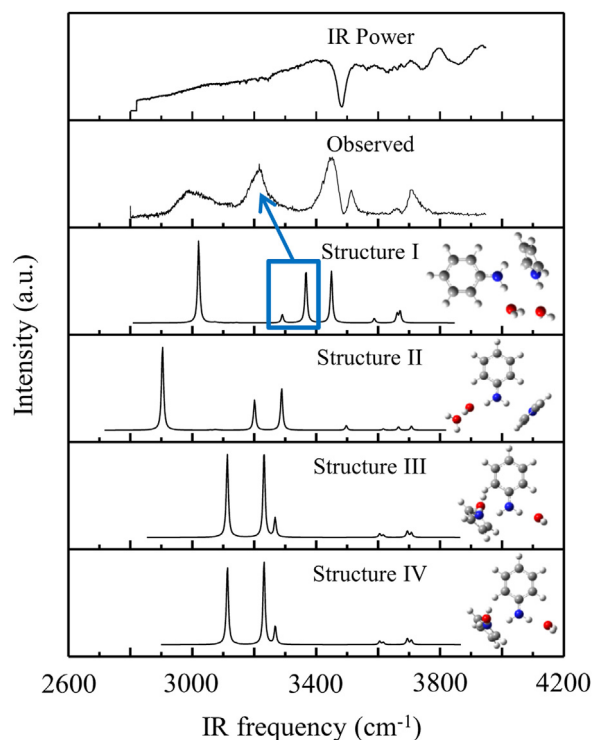 IR Power
Observed
Structure I
Structure II
Structure III
Structure IV
Intensity (a.u.)
2600 3000 3400 3800 4200
IR frequency (cm⁻¹)